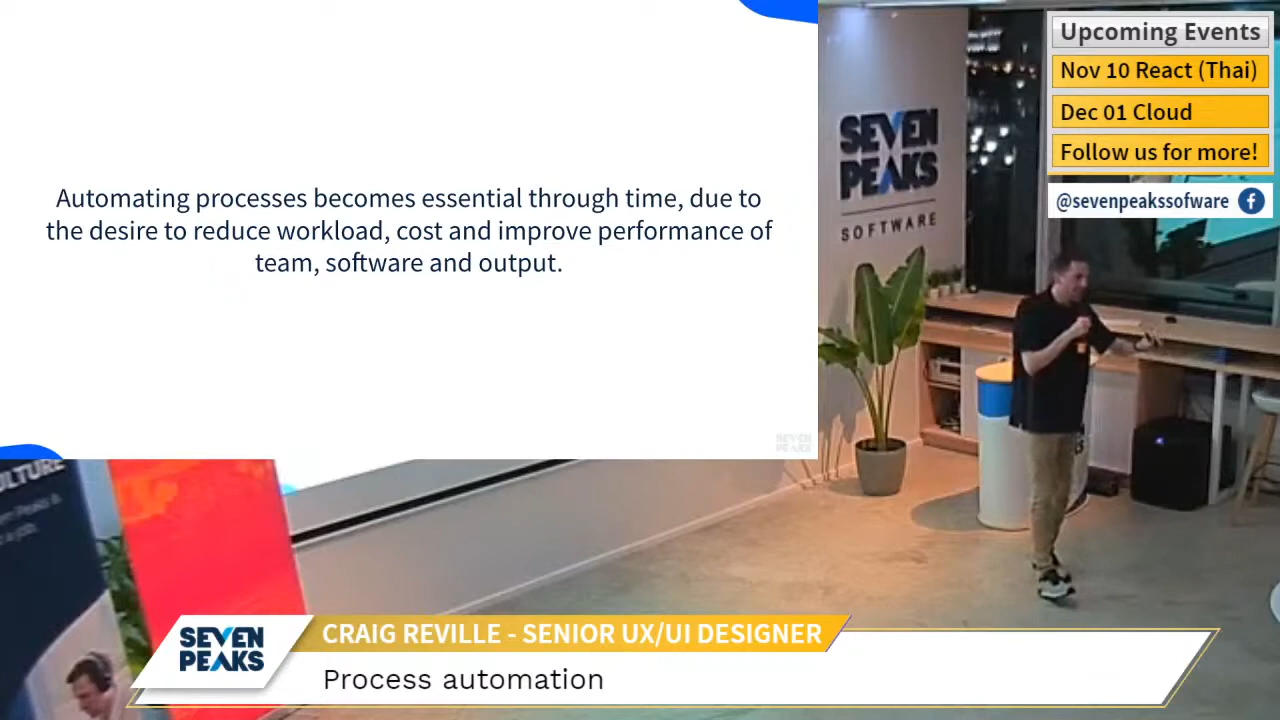 Automating processes becomes essential through time, due to
the desire to reduce workload, cost and improve performance of
team, software and output.
SEVEN
PEAKS
SEVEN
PEAKS
SOFTWARE
Upcoming Events
Nov 10 React (Thai)
Dec 01 Cloud
Follow us for more!
@sevenpeakssofware
SEVEN
PEAKS
CRAIG REVILLE - SENIOR UX/UI DESIGNER
Process automation